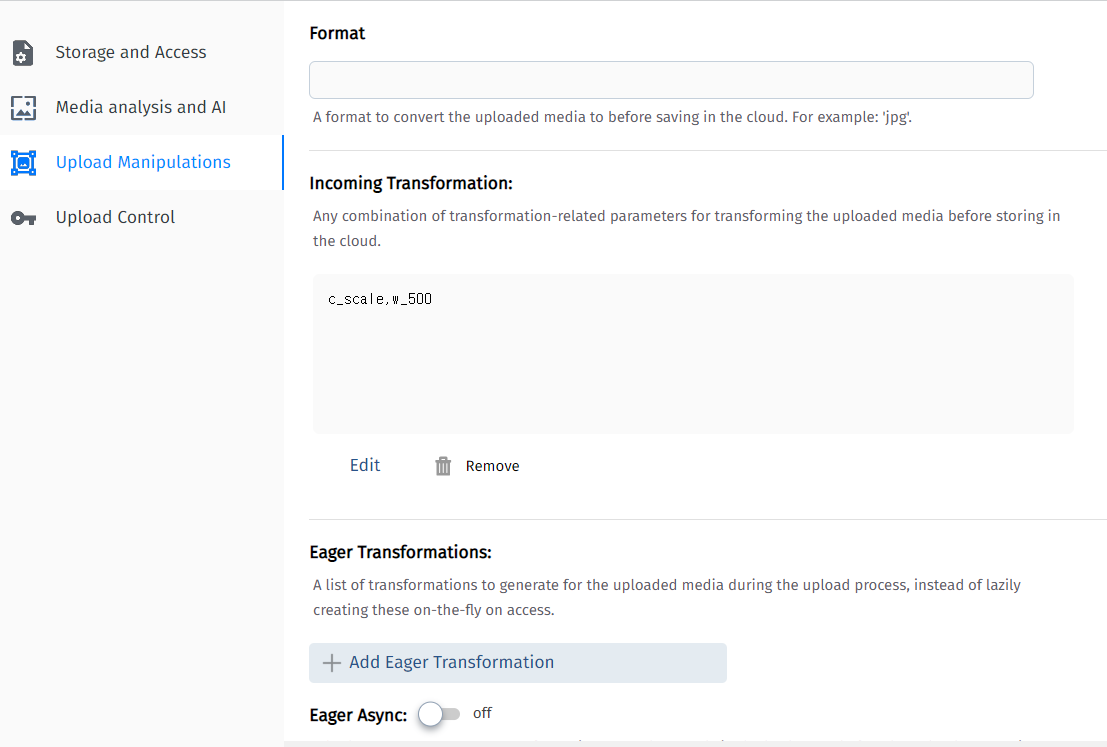 Storage and Access
Media analysis and AI
Upload Manipulations
Upload Control
Format
A format to convert the uploaded media to before saving in the cloud. For example: 'jpg'.
Incoming Transformation:
Any combination of transformation-related parameters for transforming the uploaded media before storing in
the cloud.
c_scale,w_500
Edit
Remove
Eager Transformations:
A list of transformations to generate for the uploaded media during the upload process, instead of lazily
creating these on-the-fly on access.
Add Eager Transformation
Eager Async:
off